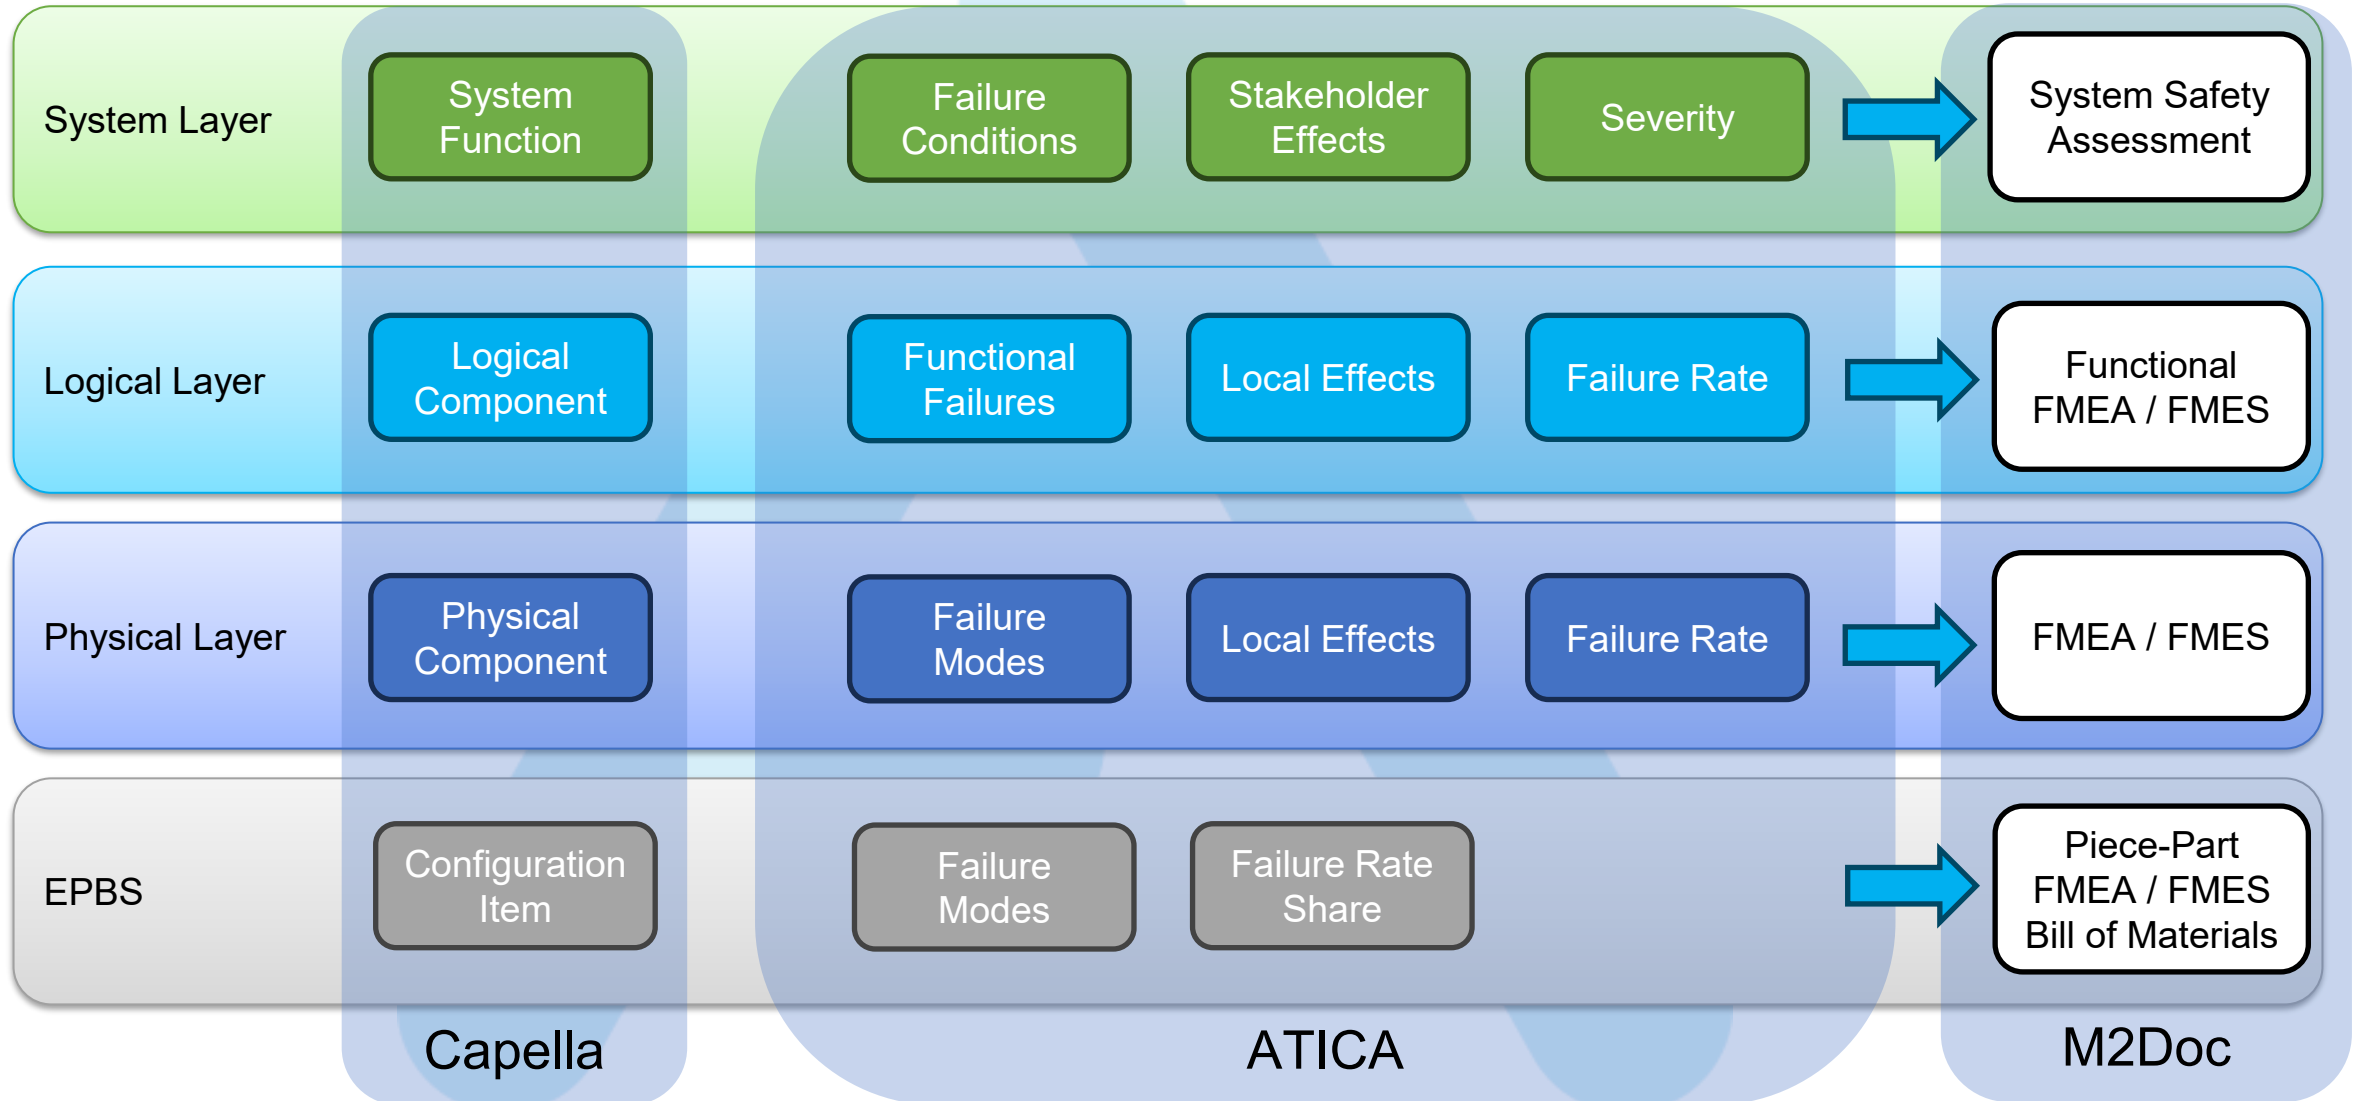 System Layer
System
Function
Failure
Conditions
Stakeholder
Effects
Severity
System Safety
Assessment
Logical Layer
Logical
Component
Functional
Failures
Local Effects
Failure Rate
Functional
FMEA / FMES
Physical Layer
Physical
Component
Failure
Modes
Local Effects
Failure Rate
FMEA / FMES
EPBS
Configuration
Item
Failure
Modes
Failure Rate
Share
Piece-Part
FMEA / FMES
Bill of Materials
Capella
ATICA
M2Doc